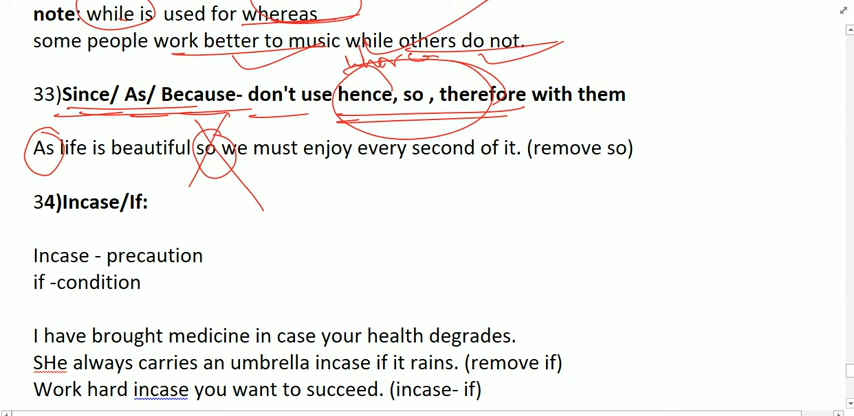 note: while is used for whereas
some people work better to music while others do not.
33)Since/ As/ Because- don't use hence, so , therefore with them
As life is beautiful so we must enjoy every second of it. (remove so)
34)Incase/If:
Incase - precaution
if -condition
I have brought medicine in case your health degrades.
SHe always carries an umbrella incase if it rains. (remove if)
Work hard incase you want to succeed. (incase- if)